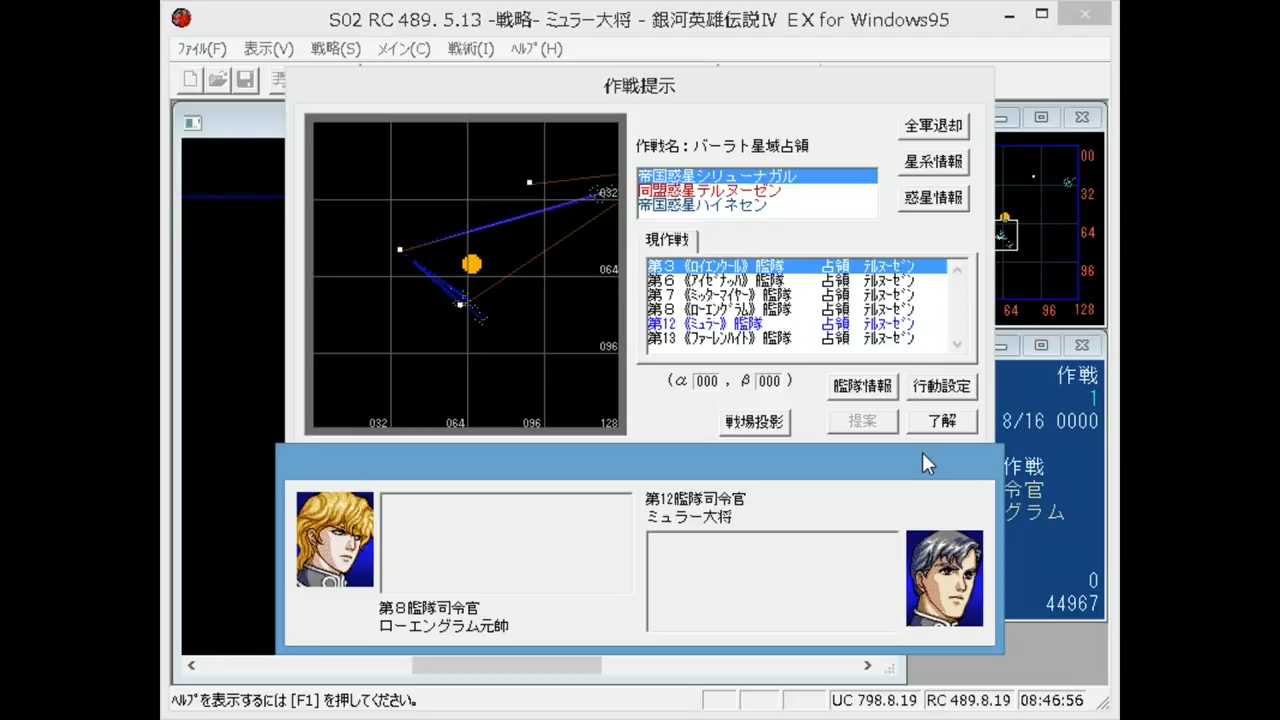 S02 RC 489. 5.13 -戦略- ミュラー大将 - 銀河英雄伝説Ⅳ EX for Windows95
ﾌｧｲﾙ(F) 表示(V) 戦略(S) メイン(C) 戦術(I) ﾍﾙﾌﾟ(H)
作戦提示
作戦名：バーラト星域占領
全軍退却
星系情報
惑星情報
帝国惑星シリューナガル
同盟惑星テルヌーゼン
帝国惑星ハイネセン
現作戦
第３《ﾛｲｴﾝﾀｰﾙ》艦隊 占領 ﾃﾙﾇｰｾﾞﾝ
第６《ｱｲｾﾞﾅｯﾊ》艦隊 占領 ﾃﾙﾇｰｾﾞﾝ
第７《ﾐｯﾀｰﾏｲﾔｰ》艦隊 占領 ﾃﾙﾇｰｾﾞﾝ
第８《ﾛｰｴﾝｸﾞﾗﾑ》艦隊 占領 ﾃﾙﾇｰｾﾞﾝ
第12《ﾐｭﾗｰ》艦隊 占領 ﾃﾙﾇｰｾﾞﾝ
第13《ﾌｧｰﾚﾝﾊｲﾄ》艦隊 占領 ﾃﾙﾇｰｾﾞﾝ
032
064
096
032 064 096 128
(α 000 , β 000 )
艦隊情報 行動設定
戦場投影 提案 了解
00
32
64
96
64 96 128
作戦
1
8/16 0000
作戦
令官
グラム
0
44967
第８艦隊司令官
ローエングラム元帥
第12艦隊司令官
ミュラー大将
ﾍﾙﾌﾟを表示するには [F1] を押してください。
UC 798.8.19 RC 489.8.19 08:46:56